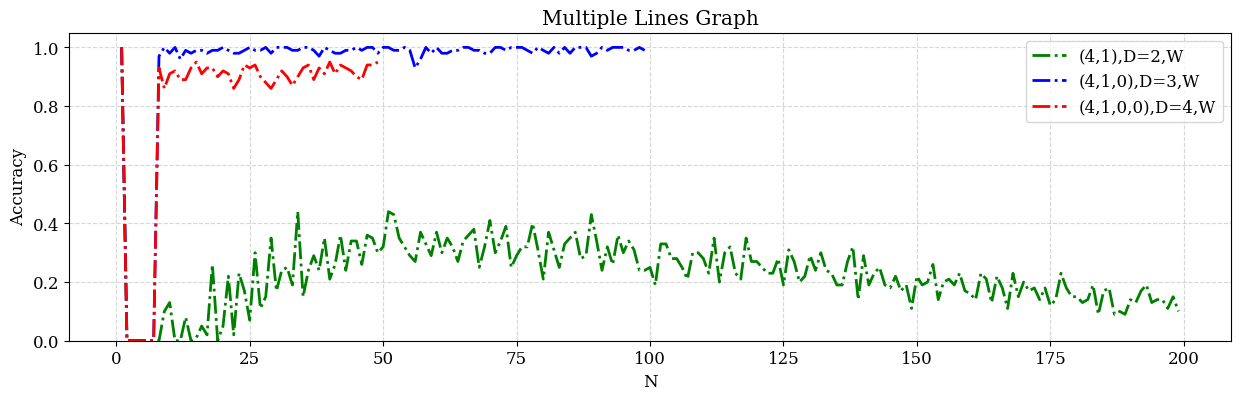 Multiple Lines Graph
1.0
0.8
0.6
0.4
0.2
0.0
Accuracy
(4,1),D=2,W
(4,1,0),D=3,W
(4,1,0,0),D=4,W
0 25 50 75 100 125 150 175 200
N